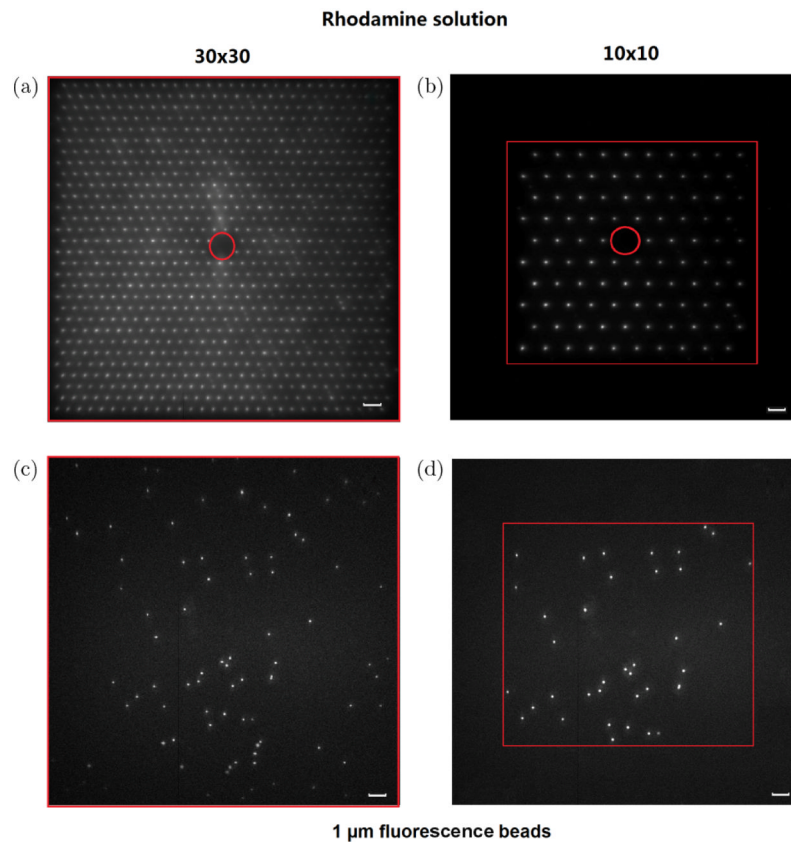 Rhodamine solution
30x30
10x10
(a)
(b)
(c)
(d)
1 µm fluorescence beads